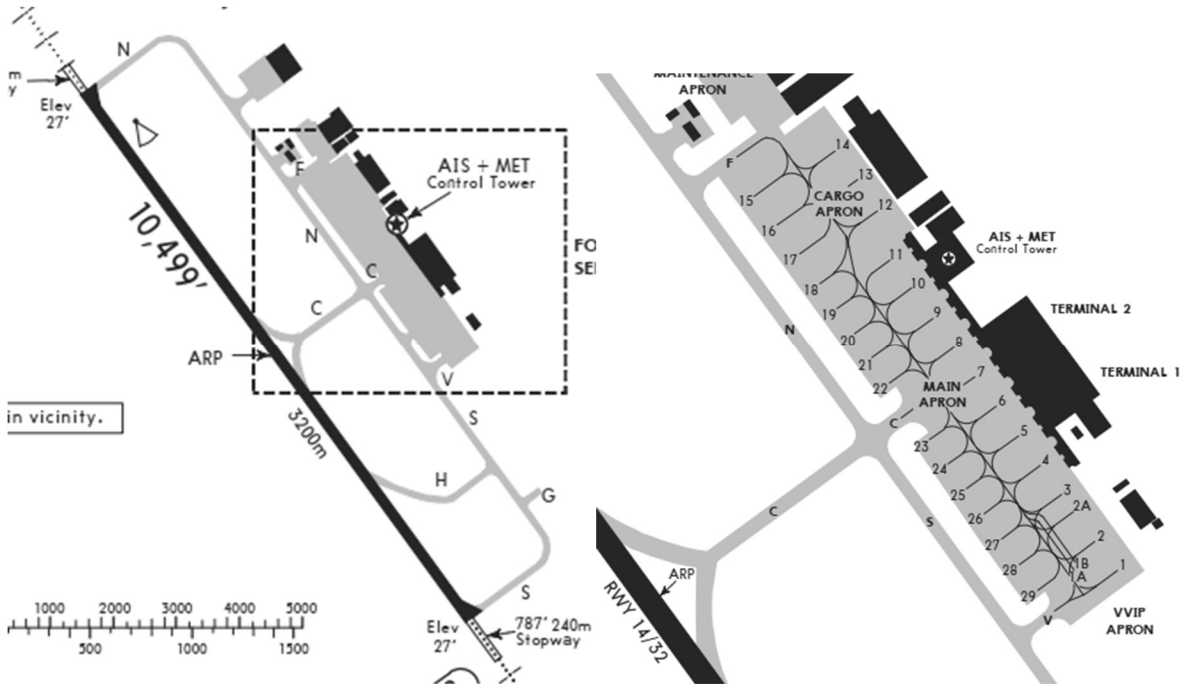 N
m
y
Elev
27'
10,499'
AIS + MET
Control Tower
F
N
C
C
ARP
V
3200m
in vicinity.
S
H
G
S
FO
SE
1000 2000 3000 4000 5000
500 1000 1500
Elev
27'
787' 240m
Stopway
MAINTENANCE
APRON
F
14
13
12
15
CARGO
APRON
16
17
11
AIS + MET
Control Tower
18
10
19
9
TERMINAL 2
20
8
N
21
7
TERMINAL 1
22
MAIN
APRON
6
C
23
5
24
4
25
3
2A
26
C
S
27
2
28
1B
1
A
29
V
VVIP
APRON
ARP
RWY 14/32